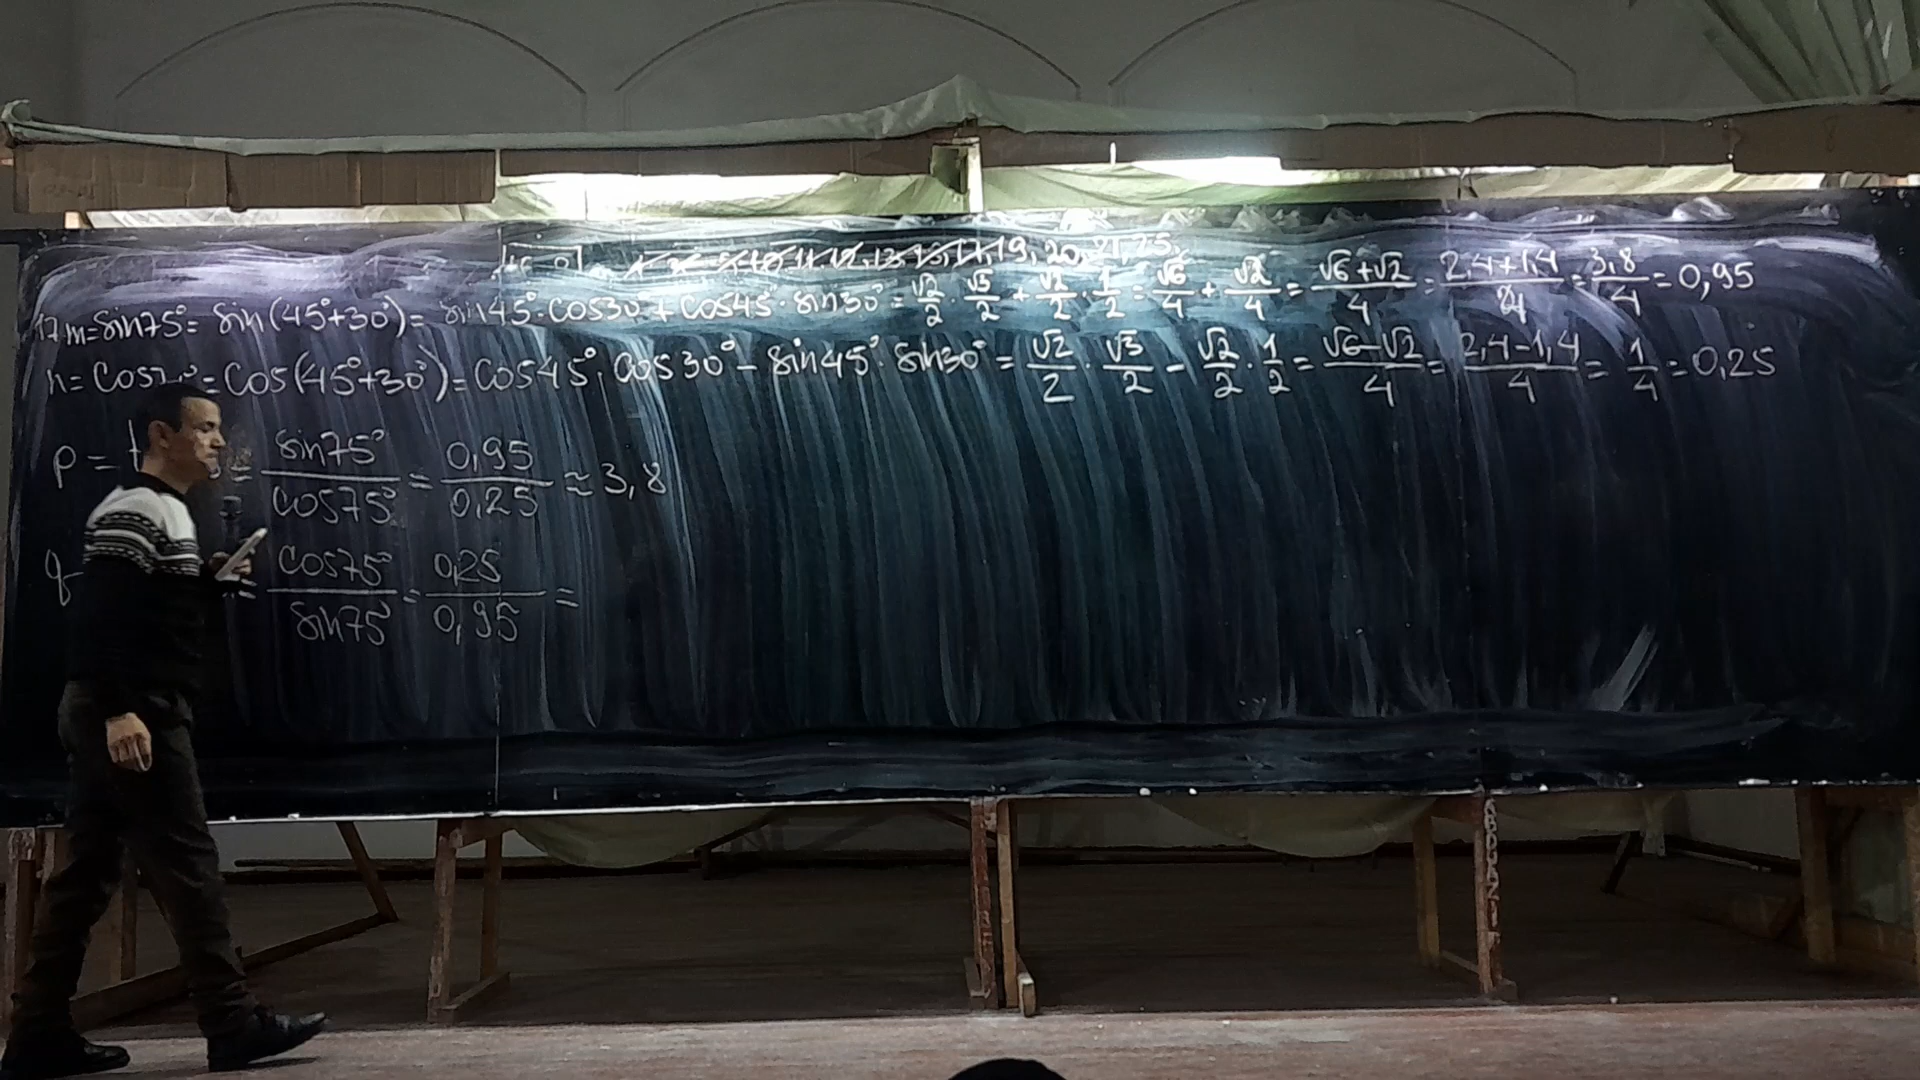 19, 20, 21, 25,
17 m=sin75°= sin(45°+30°)= sin45°·cos30+cos45°·sin30°= √2/2 · √3/2 + √2/2 · 1/2 = √6/4 + √2/4 = (√6+√2)/4 = (2,4+1,4)/4 = 3,8/4 = 0,95
n=cos7 °=cos(45°+30°)= cos45°·cos30° − sin45°·sin30° = √2/2 · √3/2 − √2/2 · 1/2 = (√6−√2)/4 = (2,4−1,4)/4 = 1/4 = 0,25
p = t = sin75°/cos75° = 0,95/0,25 ≈ 3,8
q = cos75°/sin75° = 0,25/0,95 =